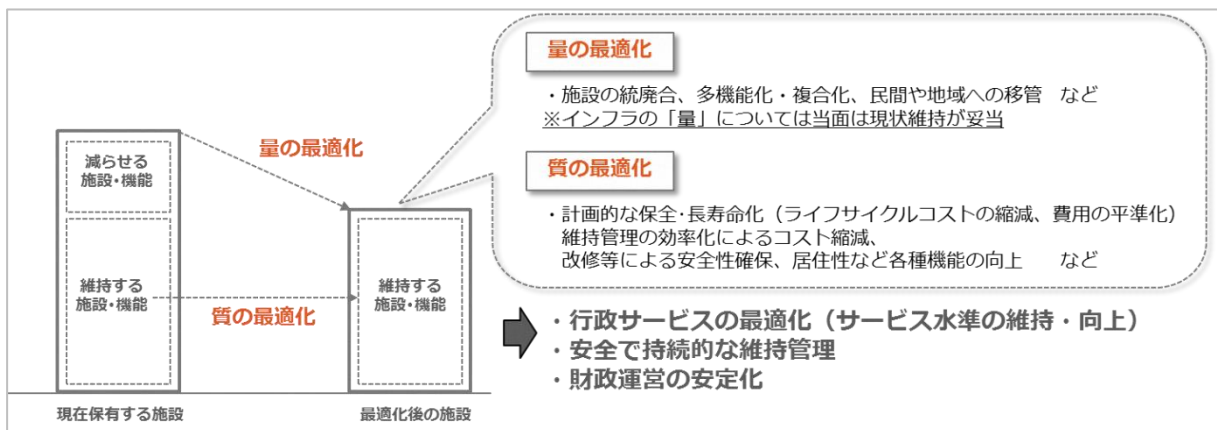 量の最適化
・施設の統廃合、多機能化・複合化、民間や地域への移管　など
※インフラの「量」については当面は現状維持が妥当
質の最適化
・計画的な保全･長寿命化（ライフサイクルコストの縮減、費用の平準化）
維持管理の効率化によるコスト縮減、
改修等による安全性確保、居住性など各種機能の向上　　など
減らせる
施設･機能
量の最適化
維持する
施設･機能
質の最適化
維持する
施設･機能
・行政サービスの最適化（サービス水準の維持・向上）
・安全で持続的な維持管理
・財政運営の安定化
現在保有する施設
最適化後の施設